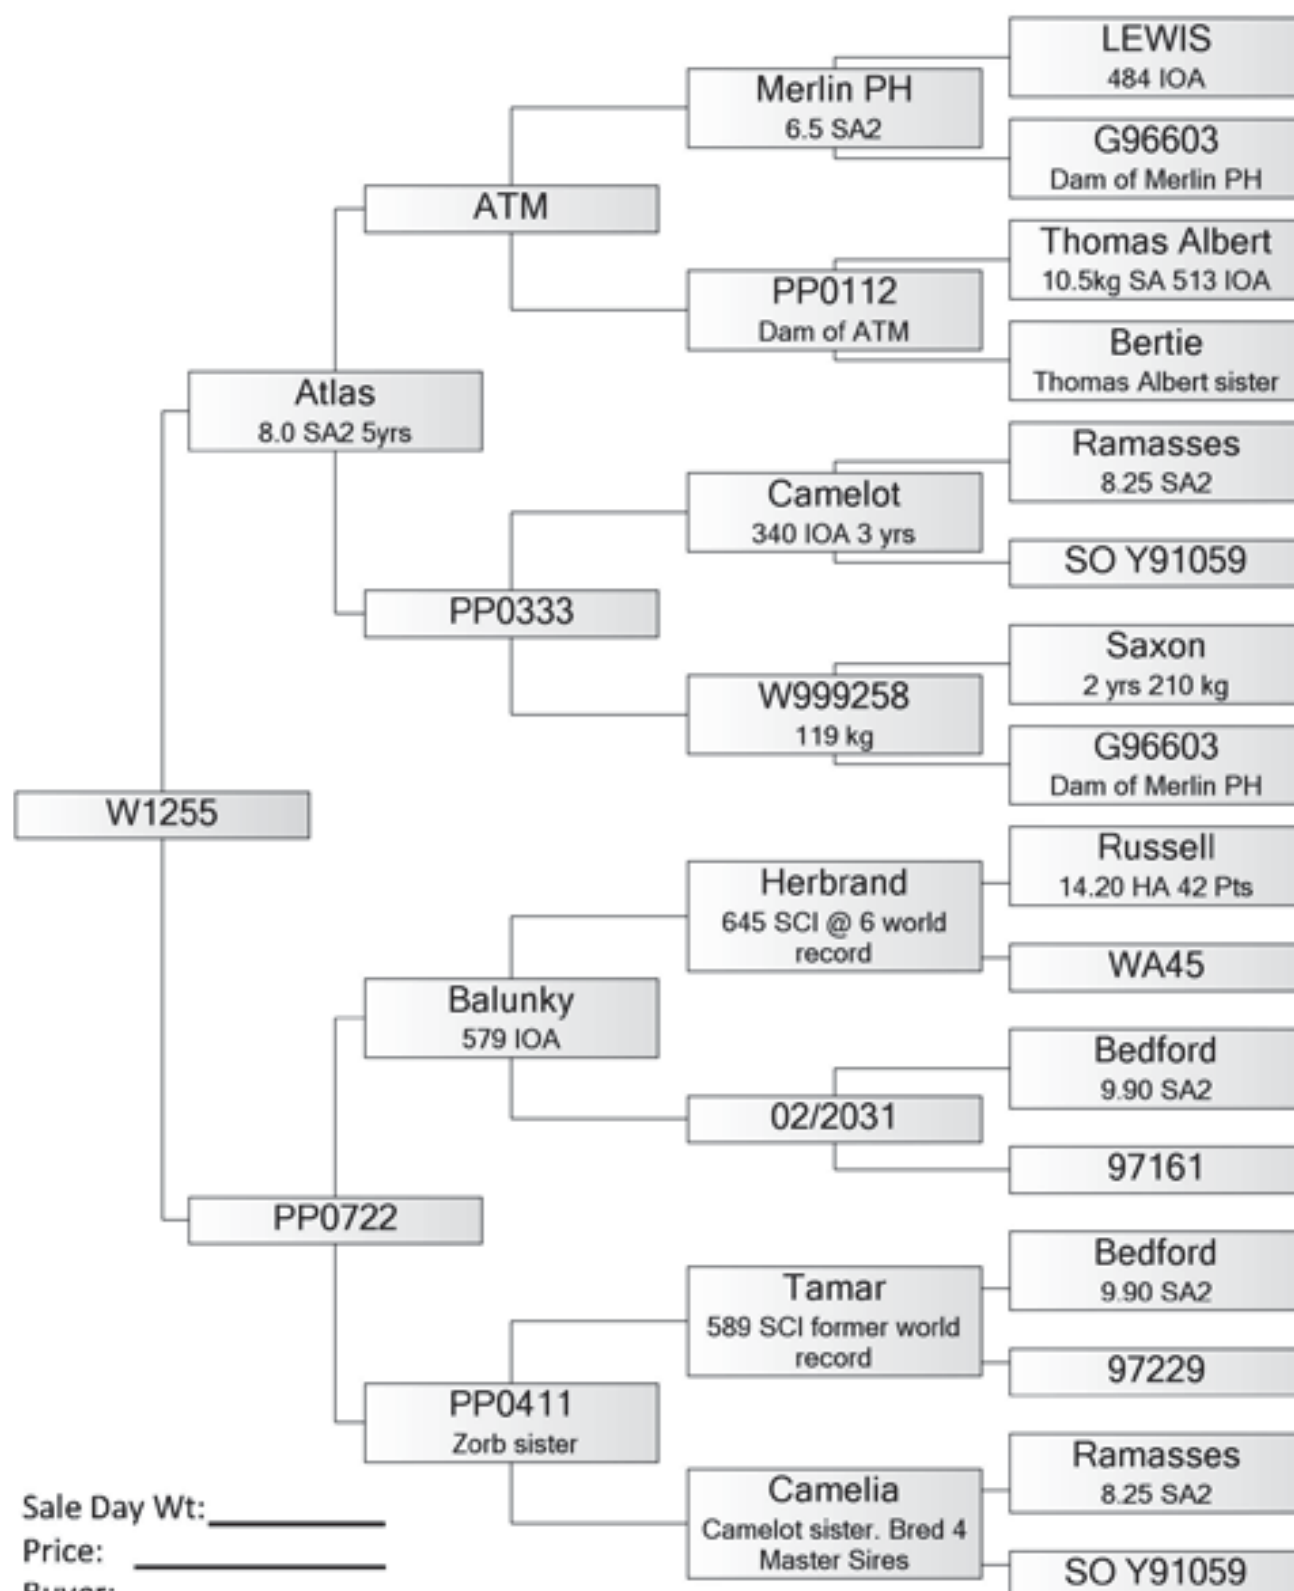 LEWIS
484 IOA
Merlin PH
6.5 SA2
G96603
Dam of Merlin PH
ATM
Thomas Albert
10.5kg SA 513 IOA
PP0112
Dam of ATM
Bertie
Thomas Albert sister
Atlas
8.0 SA2 5yrs
Ramasses
8.25 SA2
Camelot
340 IOA 3 yrs
SO Y91059
PP0333
Saxon
2 yrs 210 kg
W999258
119 kg
G96603
Dam of Merlin PH
W1255
Russell
14.20 HA 42 Pts
Herbrand
645 SCI @ 6 world
record
WA45
Balunky
579 IOA
Bedford
9.90 SA2
02/2031
97161
PP0722
Bedford
9.90 SA2
Tamar
589 SCI former world
record
97229
PP0411
Zorb sister
Ramasses
8.25 SA2
Camelia
Camelot sister. Bred 4
Master Sires
SO Y91059
Sale Day Wt:
Price:
Buyer: